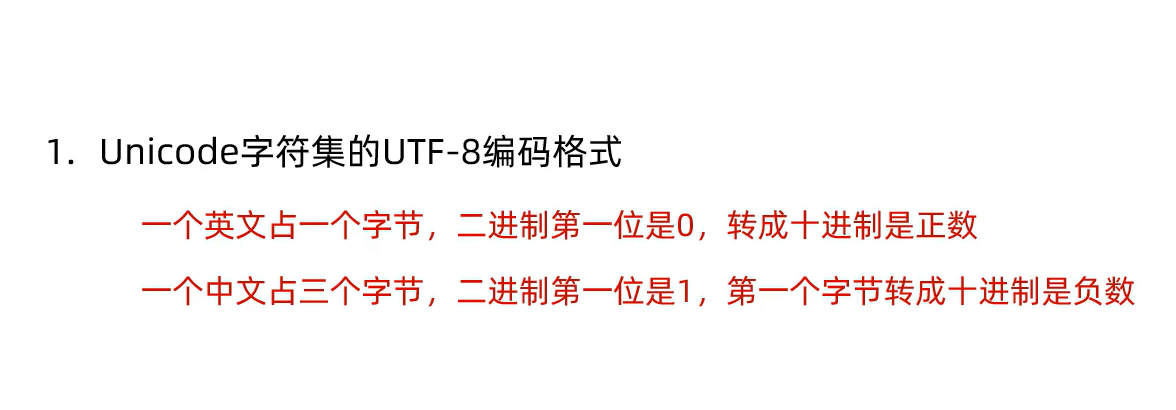 1. Unicode字符集的UTF-8编码格式
一个英文占一个字节，二进制第一位是0，转成十进制是正数
一个中文占三个字节，二进制第一位是1，第一个字节转成十进制是负数